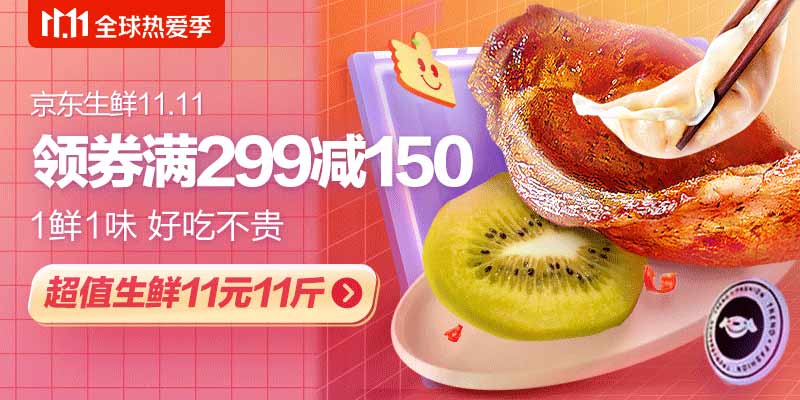 11.11 全球热爱季
京东生鲜11.11
领券满299减150
1鲜1味 好吃不贵
超值生鲜11元11斤
FASHION TREND